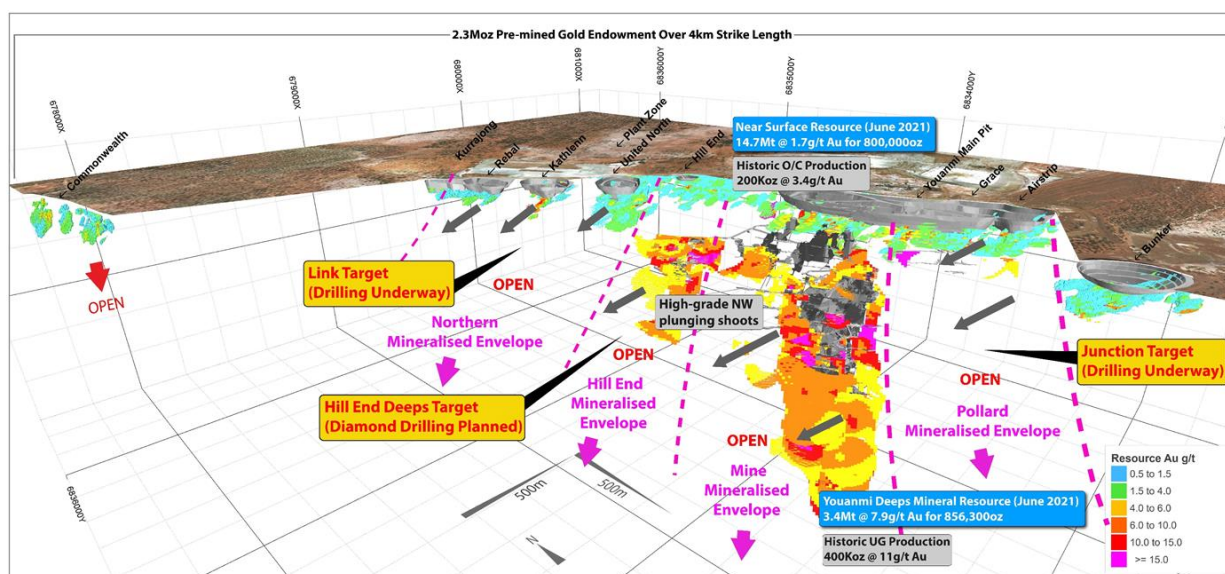 2.3Moz Pre-mined Gold Endowment Over 4km Strike Length
678000X
679000X
680000X
681000X
6836000Y
6835000Y
6834000Y
Commonwealth
Kurrajong
Rebal
Kathlenn
Plant Zone
United North
Hill End
Near Surface Resource (June 2021)
14.7Mt @ 1.7g/t Au for 800,000oz
Historic O/C Production
200Koz @ 3.4g/t Au
Youanmi Main Pit
Grace
Airstrip
Bunker
OPEN
Link Target
(Drilling Underway)
OPEN
High-grade NW
plunging shoots
Northern
Mineralised Envelope
OPEN
Hill End Deeps Target
(Diamond Drilling Planned)
Hill End
Mineralised
Envelope
Junction Target
(Drilling Underway)
OPEN
Pollard
Mineralised Envelope
OPEN
Mine
Mineralised
Envelope
6836000Y
500m
500m
N
Youanmi Deeps Mineral Resource (June 2021)
3.4Mt @ 7.9g/t Au for 856,300oz
Historic UG Production
400Koz @ 11g/t Au
Resource Au g/t
0.5 to 1.5
1.5 to 4.0
4.0 to 6.0
6.0 to 10.0
10.0 to 15.0
>= 15.0